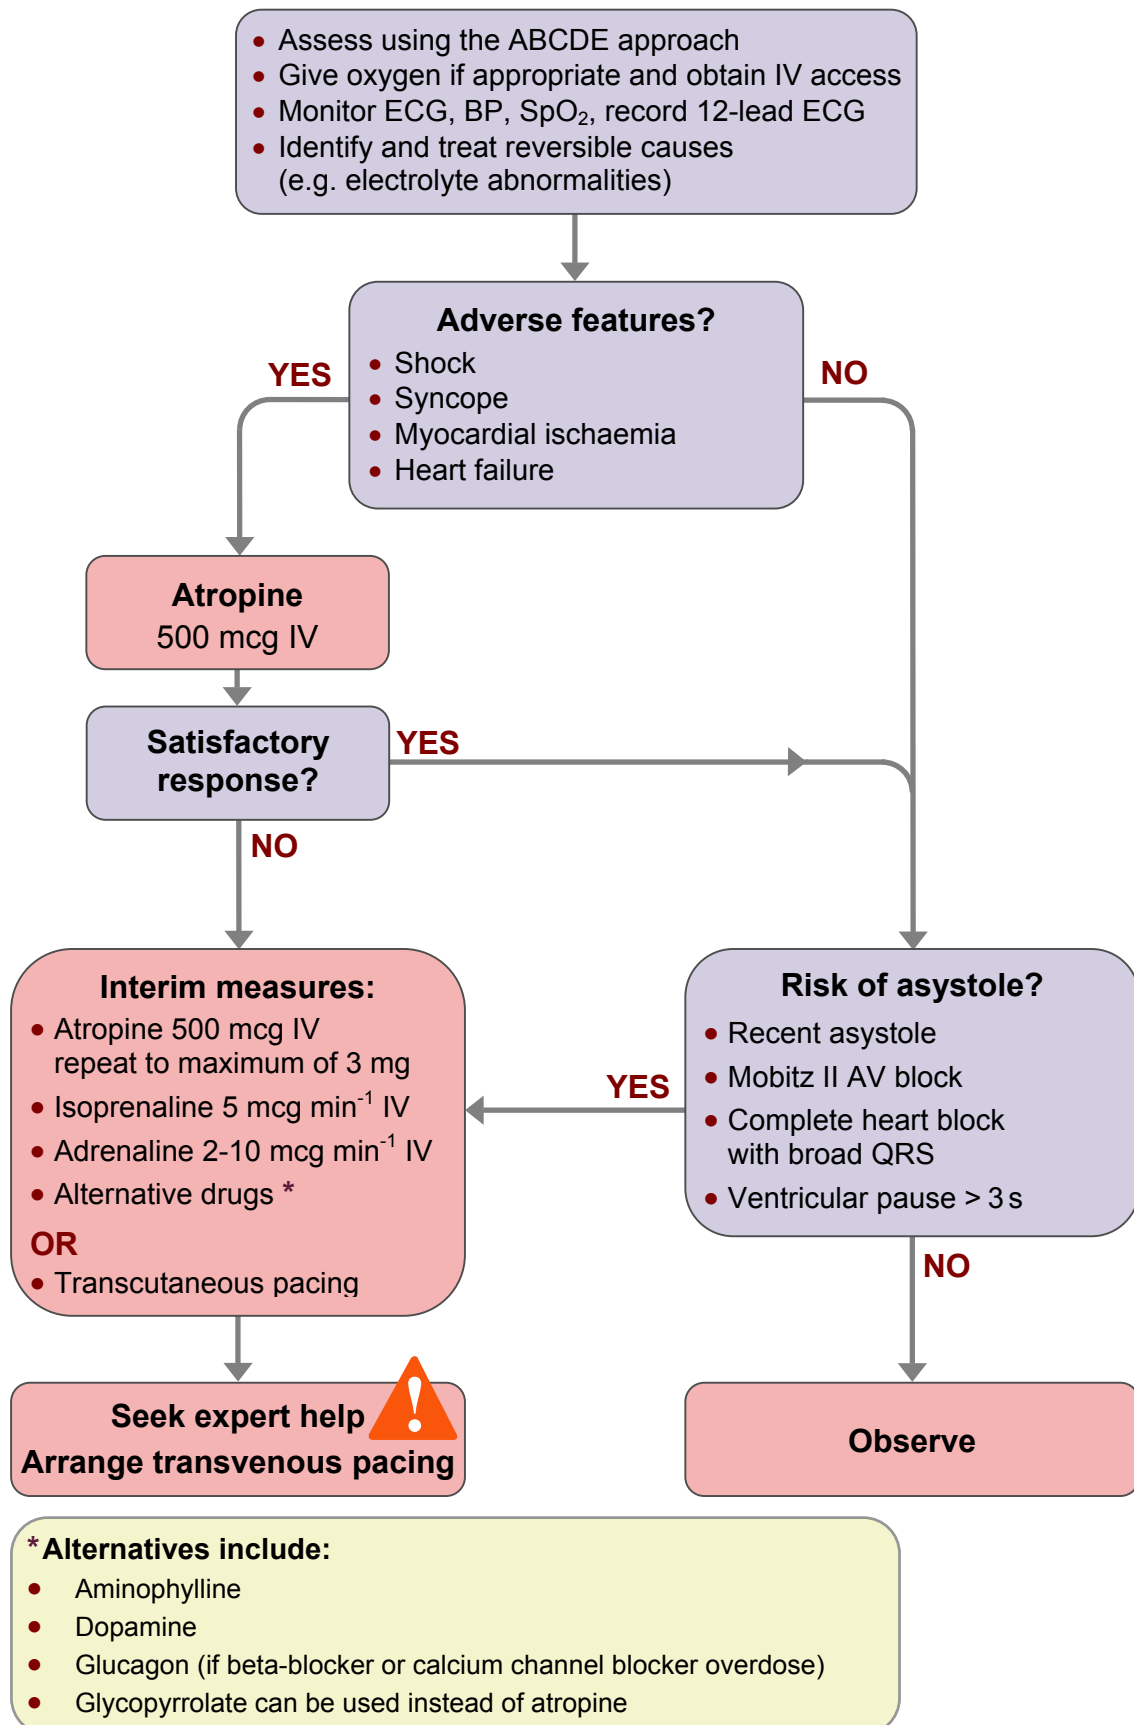 • Assess using the ABCDE approach
• Give oxygen if appropriate and obtain IV access
• Monitor ECG, BP, SpO₂, record 12-lead ECG
• Identify and treat reversible causes
(e.g. electrolyte abnormalities)
Adverse features?
• Shock
• Syncope
• Myocardial ischaemia
• Heart failure
YES
NO
Atropine
500 mcg IV
Satisfactory
response?
YES
NO
Interim measures:
• Atropine 500 mcg IV
repeat to maximum of 3 mg
• Isoprenaline 5 mcg min⁻¹ IV
• Adrenaline 2-10 mcg min⁻¹ IV
• Alternative drugs *
OR
• Transcutaneous pacing
YES
Risk of asystole?
• Recent asystole
• Mobitz II AV block
• Complete heart block
with broad QRS
• Ventricular pause > 3 s
NO
Seek expert help
Arrange transvenous pacing
!
Observe
* Alternatives include:
• Aminophylline
• Dopamine
• Glucagon (if beta-blocker or calcium channel blocker overdose)
• Glycopyrrolate can be used instead of atropine